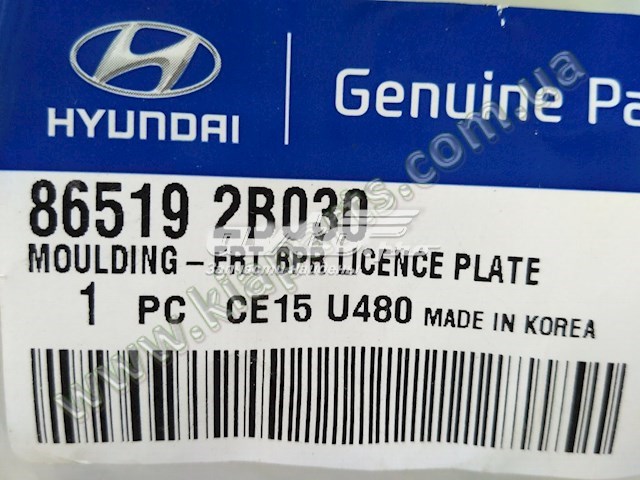 HYUNDAI
Genuine Pa
86519 2B030
MOULDING-FRT BPR LICENCE PLATE
1 PC CE15 U480 MADE IN KOREA
www.kiaparts.com.ua